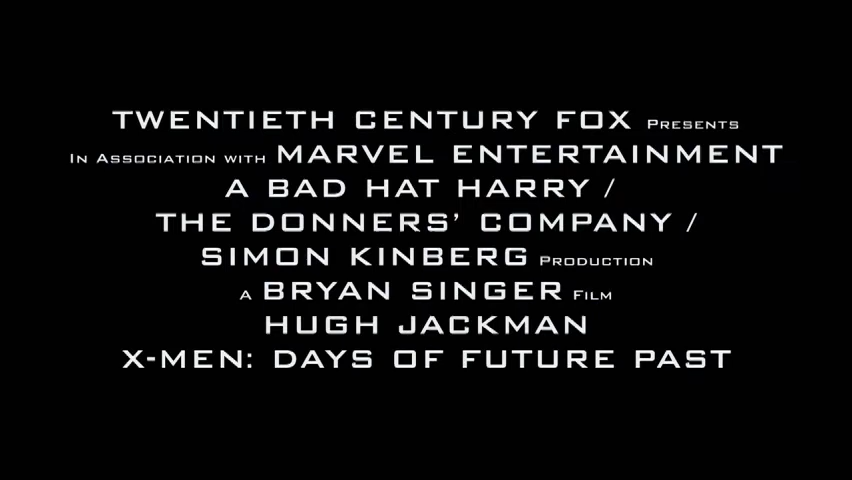 TWENTIETH CENTURY FOX PRESENTS
IN ASSOCIATION WITH MARVEL ENTERTAINMENT
A BAD HAT HARRY /
THE DONNERS' COMPANY /
SIMON KINBERG PRODUCTION
A BRYAN SINGER FILM
HUGH JACKMAN
X-MEN: DAYS OF FUTURE PAST